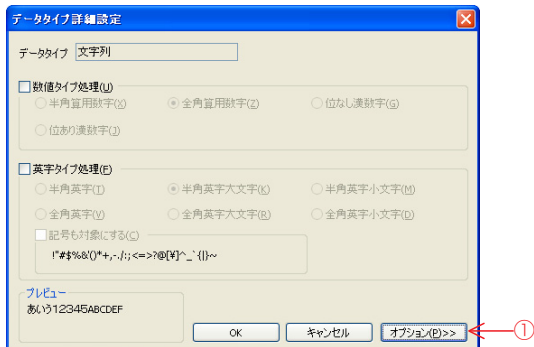 データタイプ詳細設定
データタイプ 文字列
数値タイプ処理(U)
半角算用数字(X) 全角算用数字(Z) 位なし漢数字(G)
位あり漢数字(J)
英字タイプ処理(F)
半角英字(T) 半角英字大文字(K) 半角英字小文字(M)
全角英字(V) 全角英字大文字(R) 全角英字小文字(D)
記号も対象にする(C)
!"#$%&'()*+,-./:;<=>?@[¥]^_`{|}~
プレビュー
あいう12345ABCDEF
OK キャンセル オプション(P)>> ①